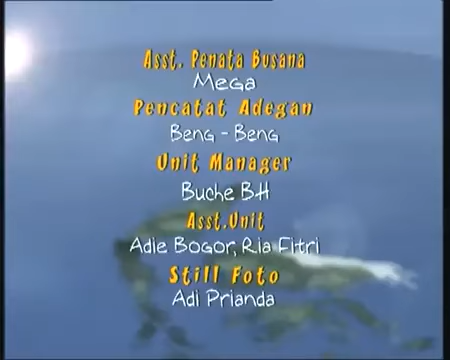 Asst. Penata Busana
Mega
Pencatat Adegan
Beng - Beng
Unit Manager
Buche BH
Asst.Unit
Adie Bogor, Ria Fitri
Still Foto
Adi Prianda